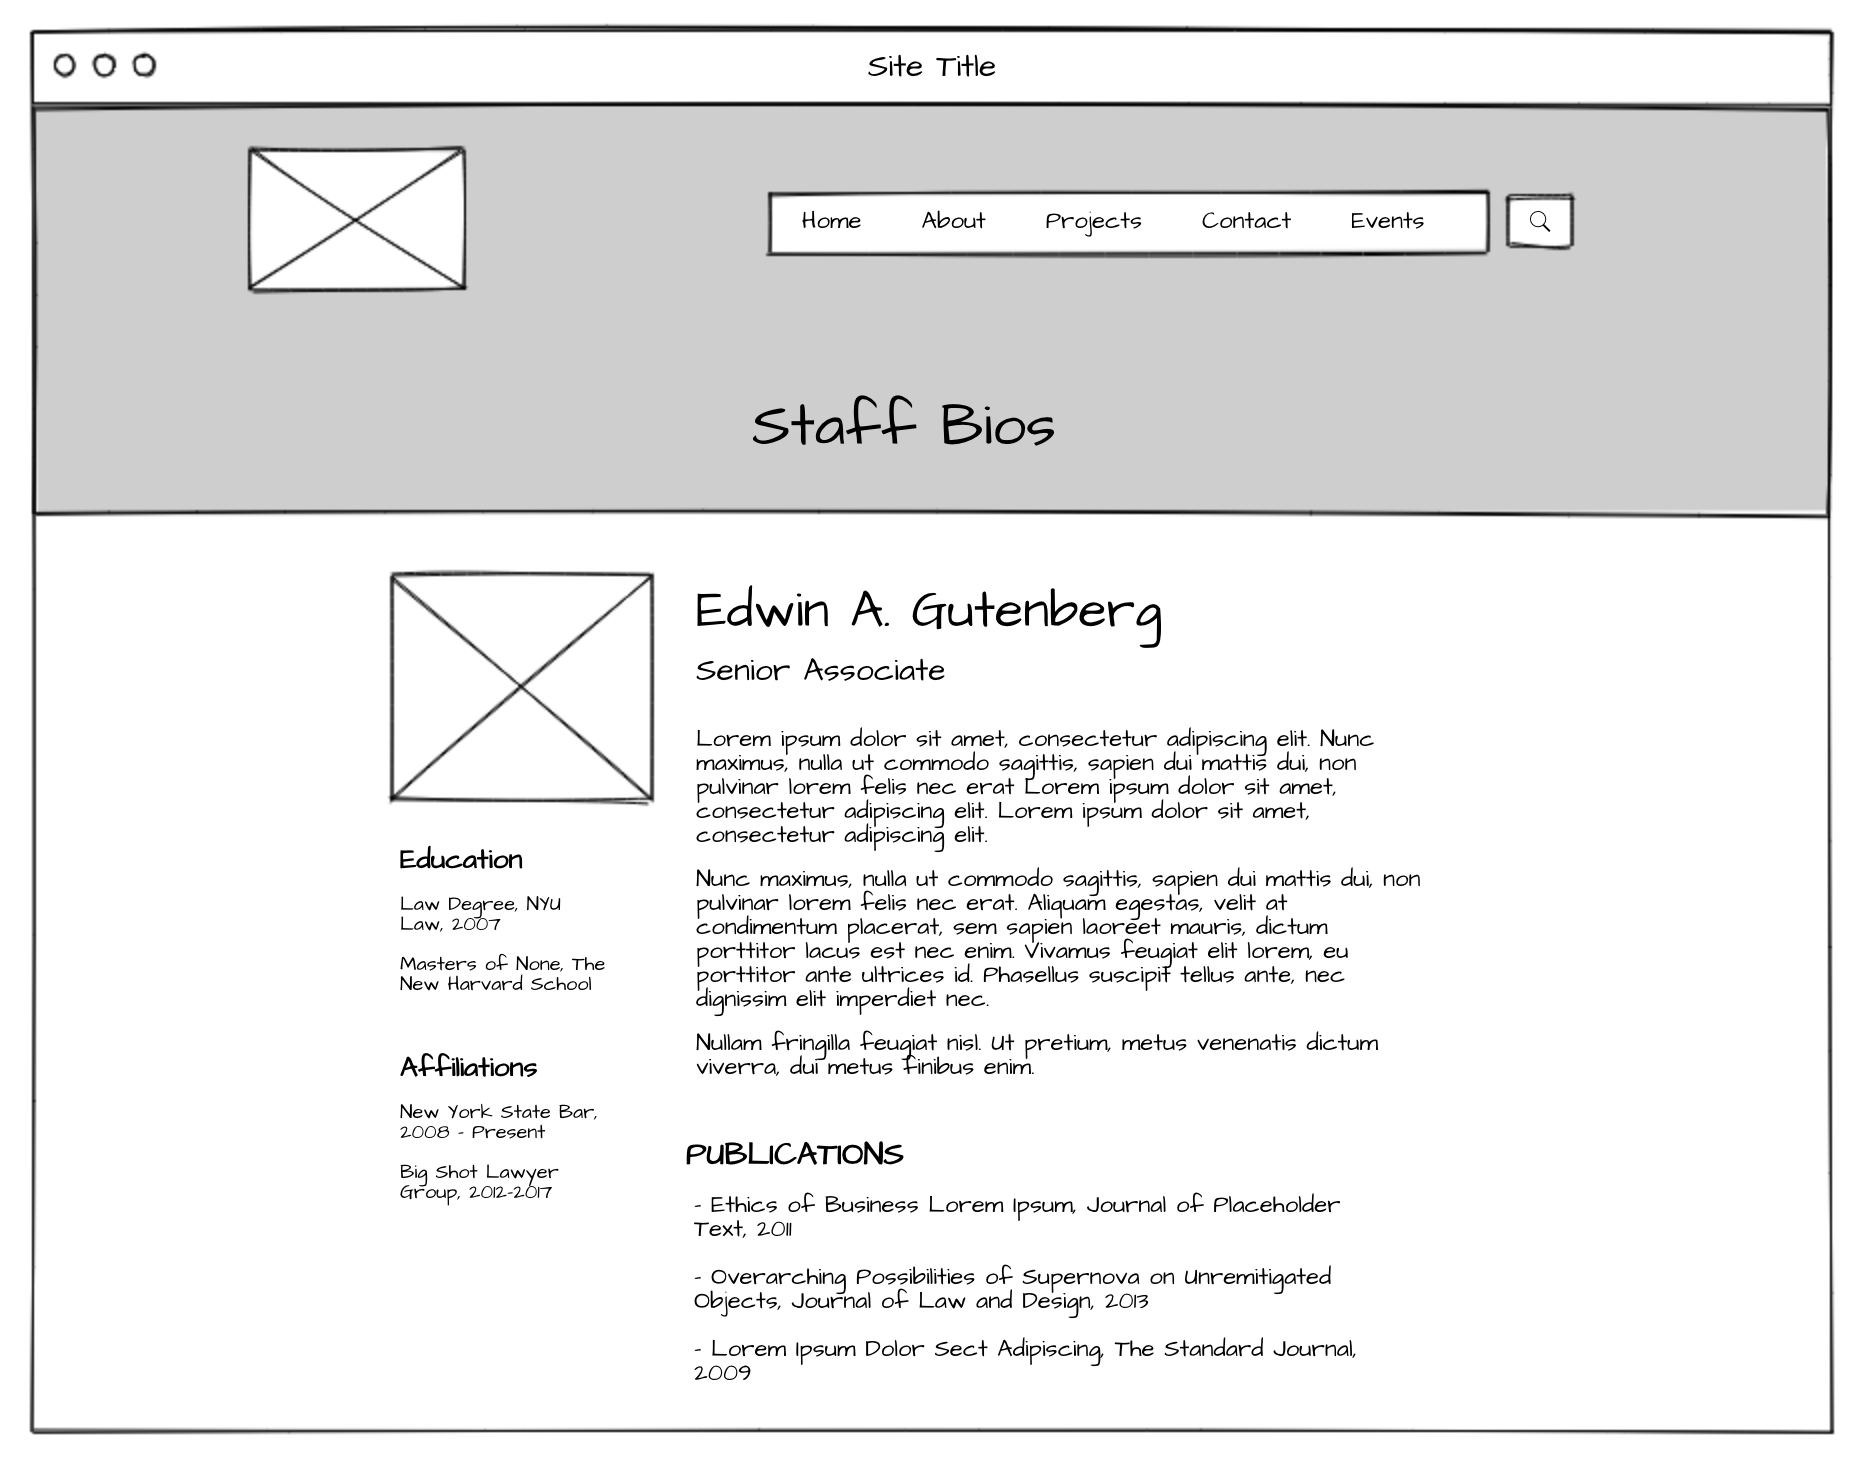 Site Title
Home About Projects Contact Events
Staff Bios
Edwin A. Gutenberg
Senior Associate
Lorem ipsum dolor sit amet, consectetur adipiscing elit. Nunc
maximus, nulla ut commodo sagittis, sapien dui mattis dui, non
pulvinar lorem felis nec erat Lorem ipsum dolor sit amet,
consectetur adipiscing elit. Lorem ipsum dolor sit amet,
consectetur adipiscing elit.
Nunc maximus, nulla ut commodo sagittis, sapien dui mattis dui, non
pulvinar lorem felis nec erat. Aliquam egestas, velit at
condimentum placerat, sem sapien laoreet mauris, dictum
porttitor lacus est nec enim. Vivamus feugiat elit lorem, eu
porttitor ante ultrices id. Phasellus suscipit tellus ante, nec
dignissim elit imperdiet nec.
Nullam fringilla feugiat nisl. Ut pretium, metus venenatis dictum
viverra, dui metus finibus enim.
Education
Law Degree, NYU
Law, 2007
Masters of None, The
New Harvard School
Affiliations
New York State Bar,
2008 - Present
Big Shot Lawyer
Group, 2012-2017
PUBLICATIONS
- Ethics of Business Lorem Ipsum, Journal of Placeholder
Text, 2011
- Overarching Possibilities of Supernova on Unremitigated
Objects, Journal of Law and Design, 2013
- Lorem Ipsum Dolor Sect Adipiscing, The Standard Journal,
2009